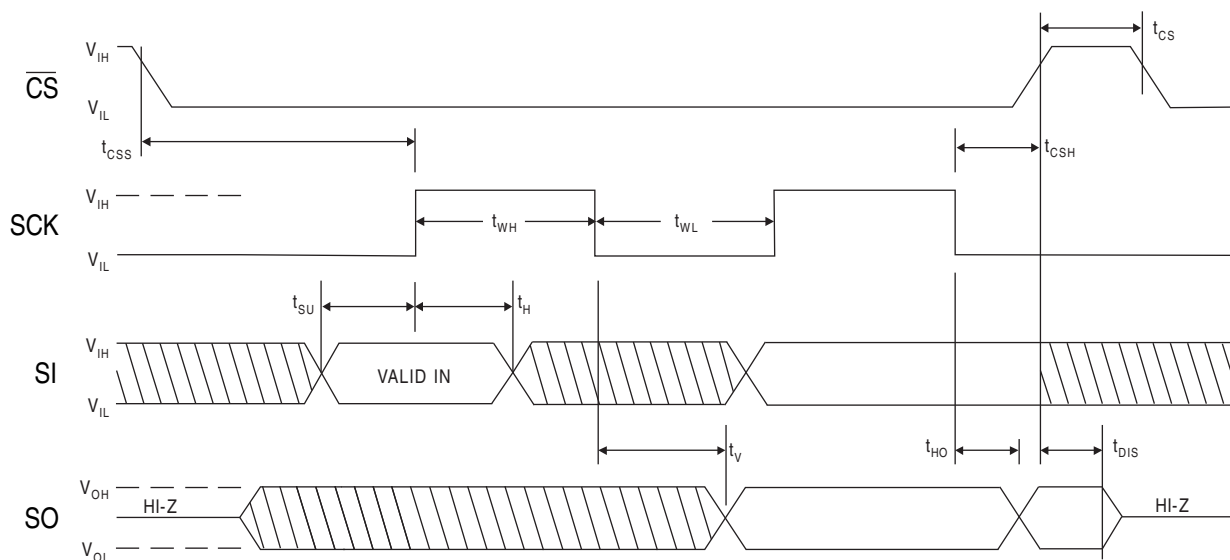 V_IH
t_CS
C̅S̅
V_IL
t_CSS
t_CSH
V_IH
SCK
t_WH
t_WL
V_IL
t_SU
t_H
V_IH
SI
VALID IN
V_IL
t_V
t_HO
t_DIS
V_OH
HI-Z
HI-Z
SO
V_OL